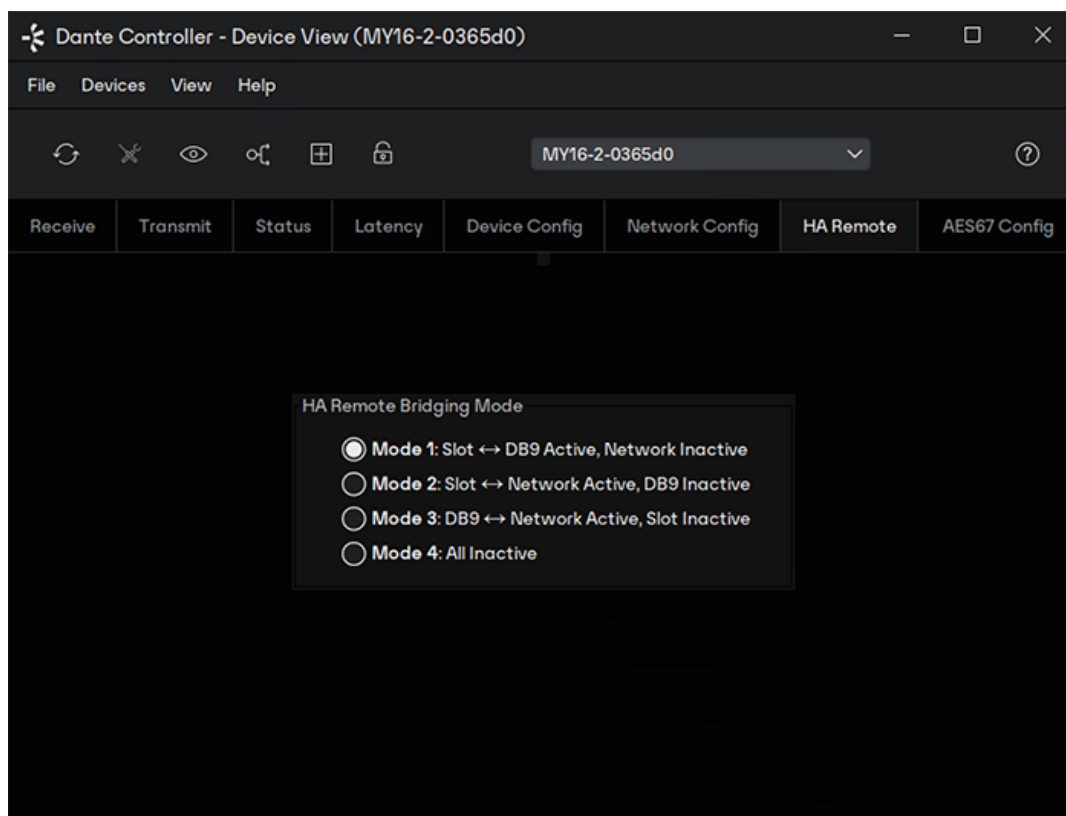 Dante Controller - Device View (MY16-2-0365d0)
File Devices View Help
MY16-2-0365d0
Receive Transmit Status Latency Device Config Network Config HA Remote AES67 Config
HA Remote Bridging Mode
Mode 1: Slot ↔ DB9 Active, Network Inactive
Mode 2: Slot ↔ Network Active, DB9 Inactive
Mode 3: DB9 ↔ Network Active, Slot Inactive
Mode 4: All Inactive